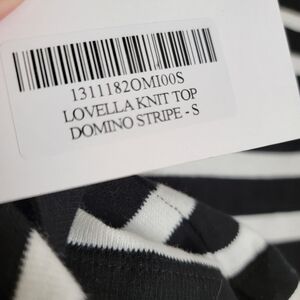 1311182OMI00S
LOVELLA KNIT TOP
DOMINO STRIPE - S